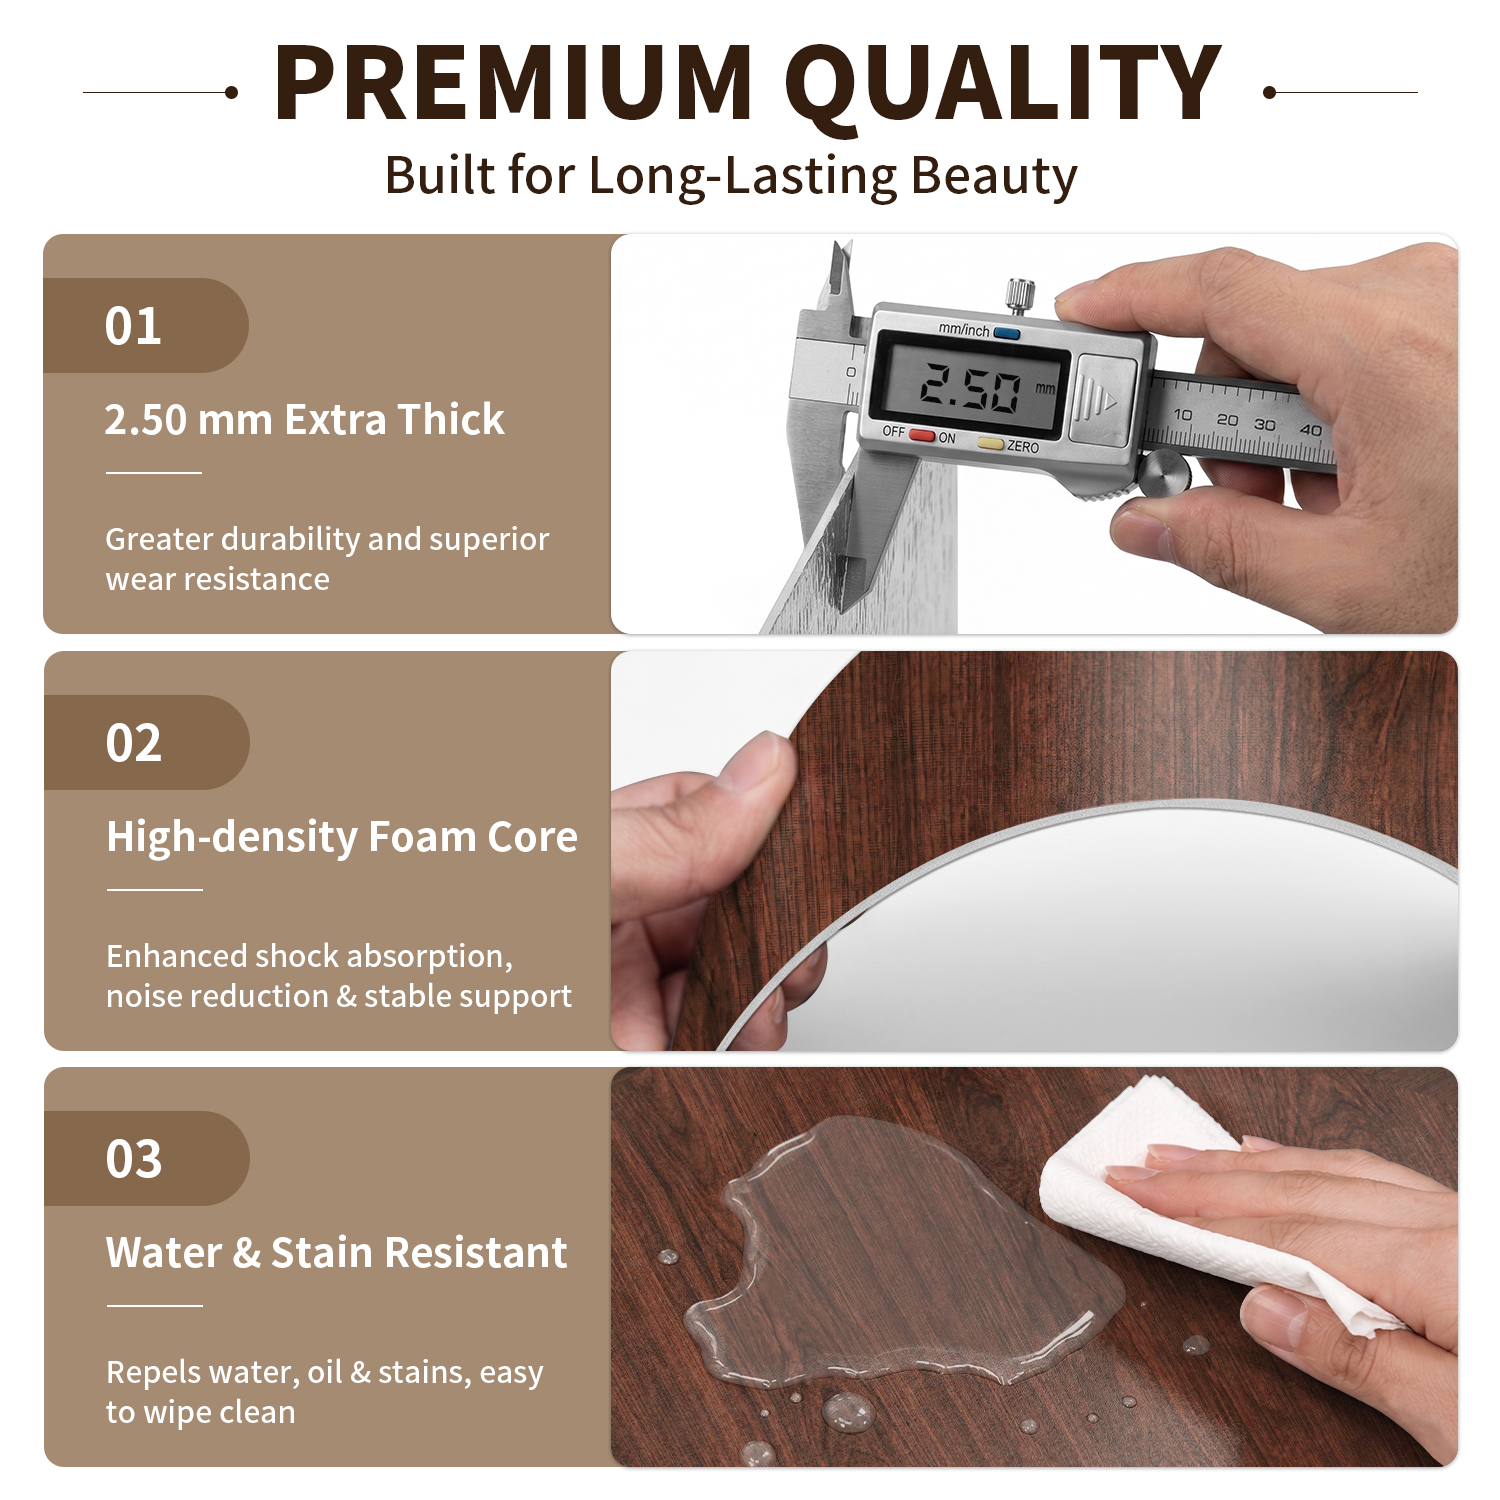 PREMIUM QUALITY
Built for Long-Lasting Beauty
01
2.50 mm Extra Thick
Greater durability and superior
wear resistance
mm/inch
0
2.50 mm
OFF ON ZERO
10 20 30 40
02
High-density Foam Core
Enhanced shock absorption,
noise reduction & stable support
03
Water & Stain Resistant
Repels water, oil & stains, easy
to wipe clean